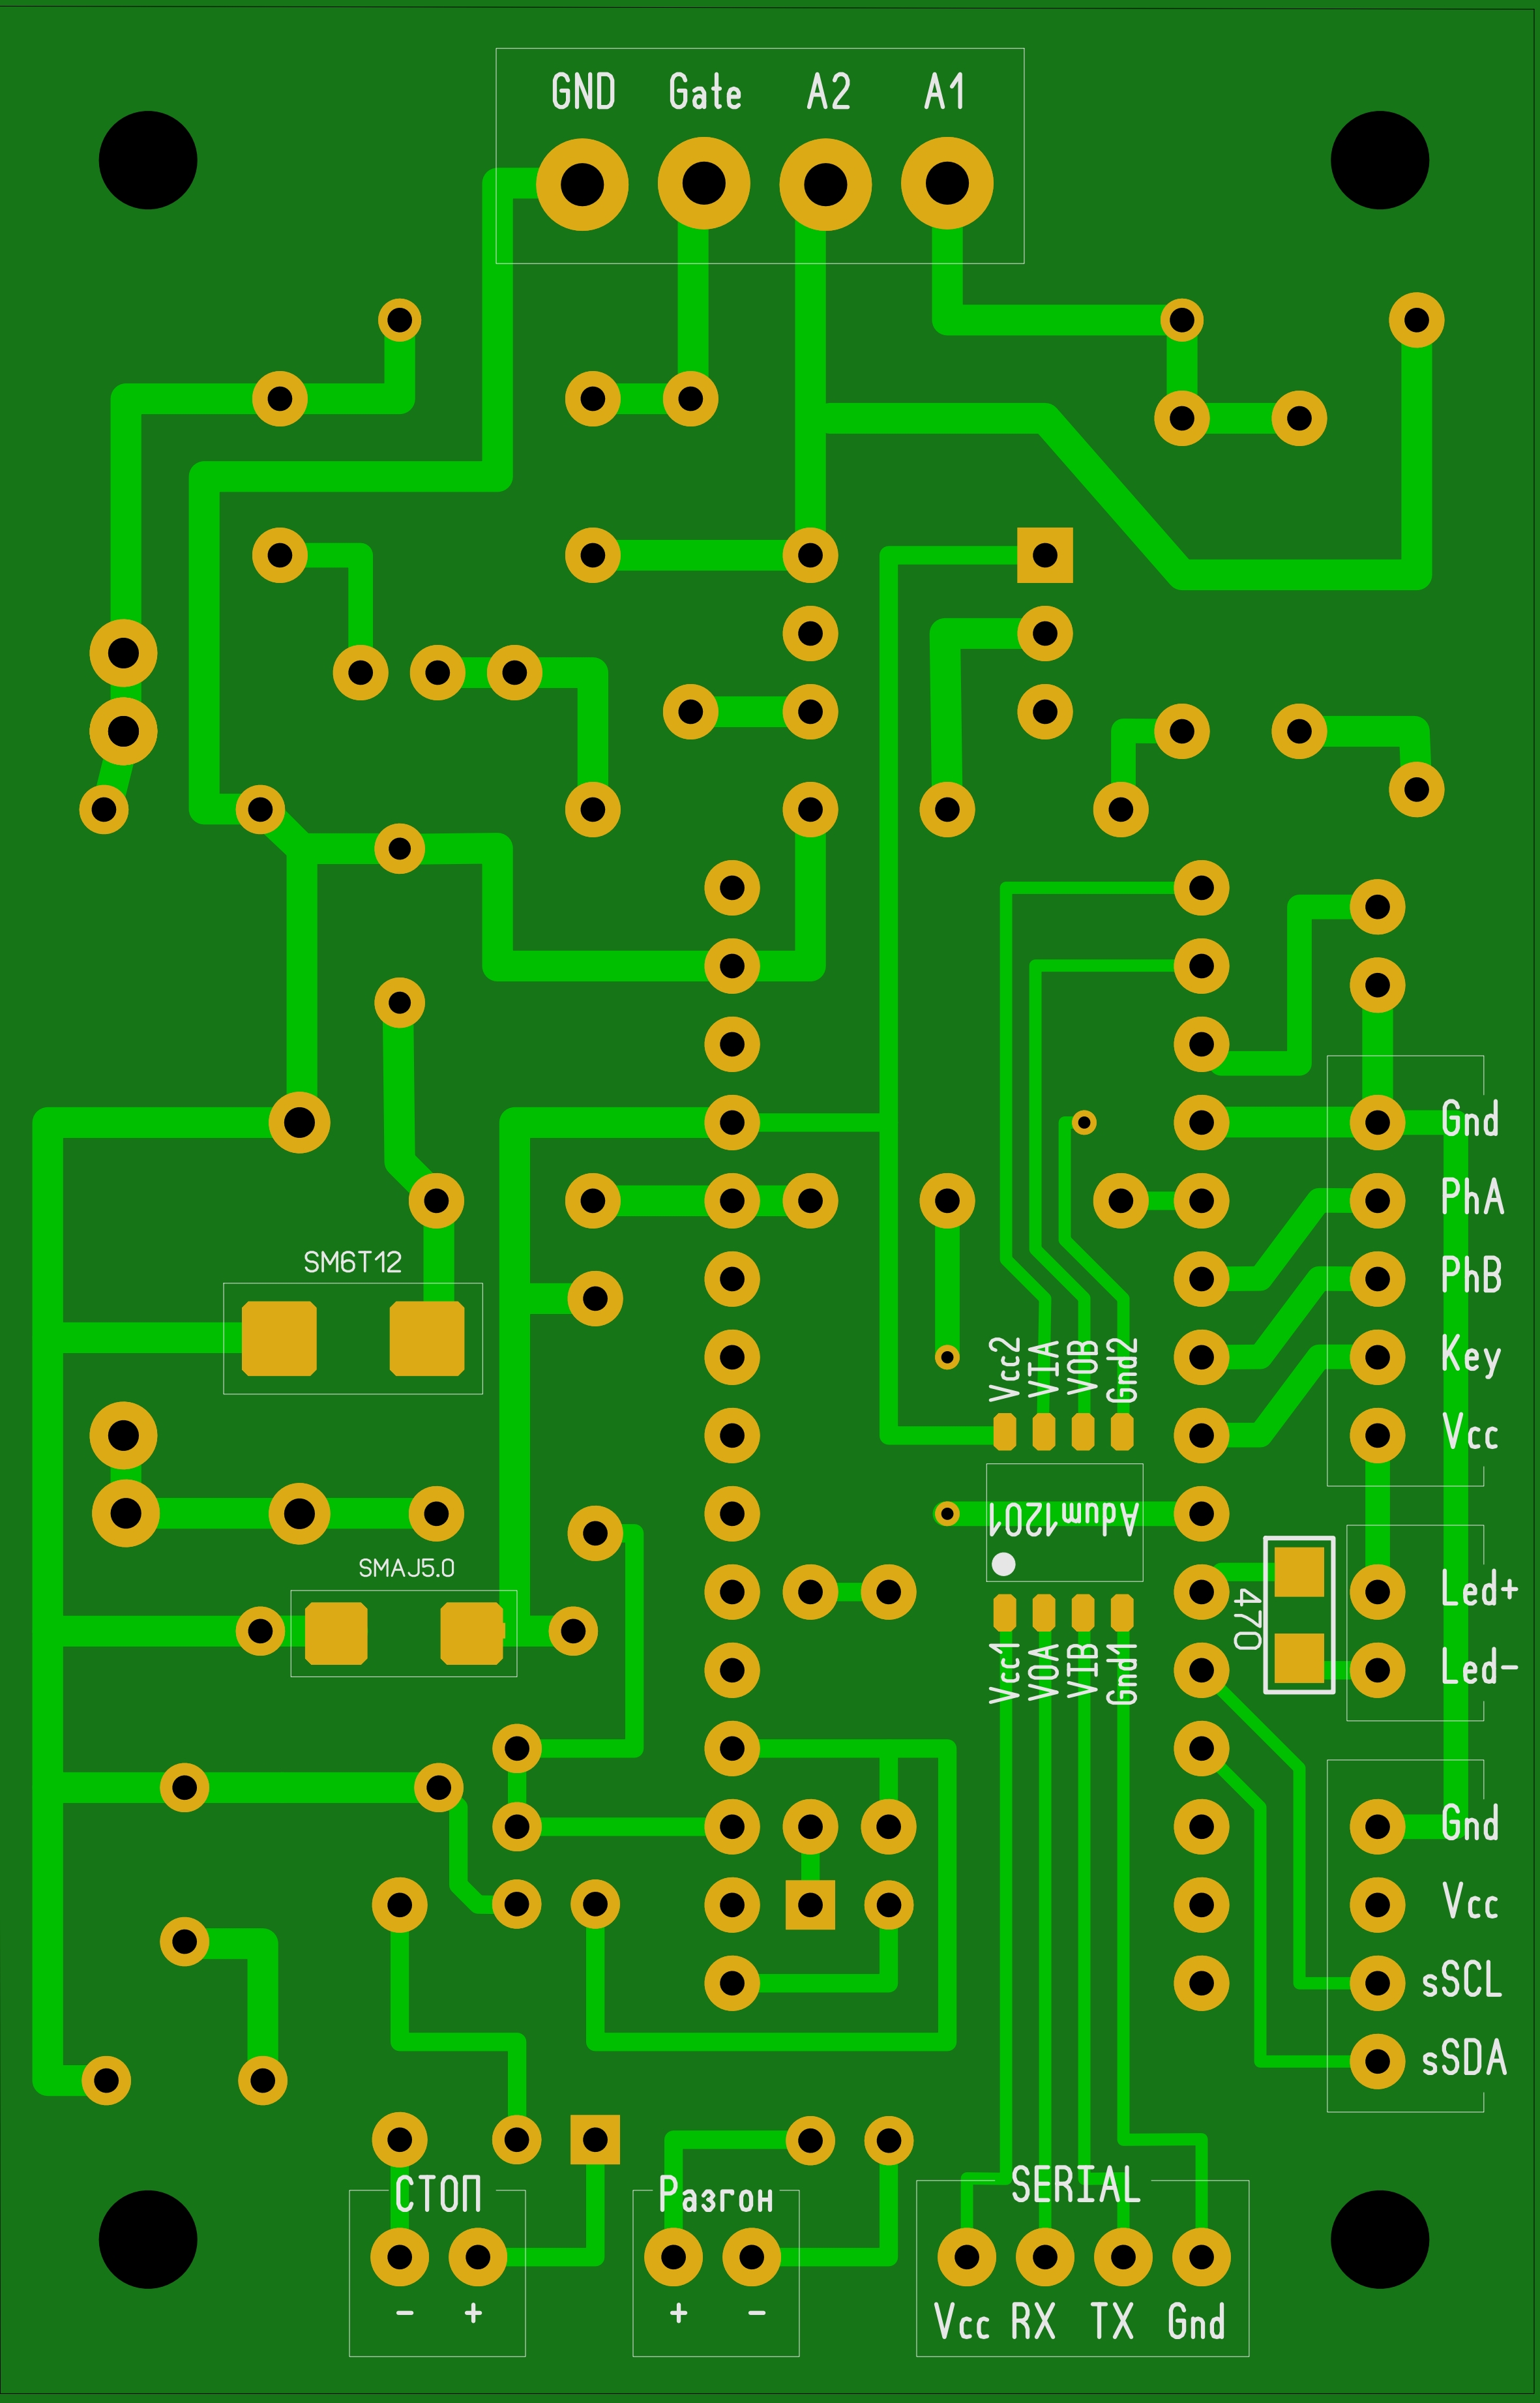 GND Gate A2 A1
Gnd
PhA
SM6T12
PhB
Vcc2 VIA VOB Gnd2
Key
Vcc
Adum1201
SMAJ5.0
Led+
470
Vcc1 VOA VIB Gnd1
Led-
Gnd
Vcc
sSCL
sSDA
СТОП Разгон SERIAL
- + + - Vcc RX TX Gnd